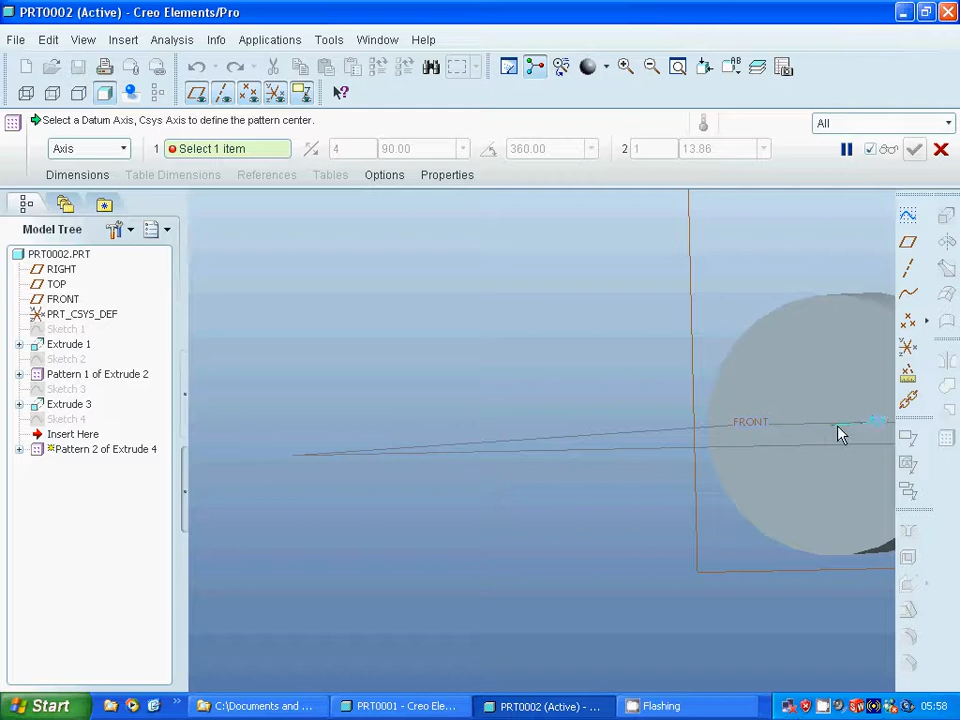 PRT0002 (Active) - Creo Elements/Pro
File Edit View Insert Analysis Info Applications Tools Window Help
Select a Datum Axis, Csys Axis to define the pattern center.
All
Axis 1 Select 1 item 4 90.00 360.00 2 1 13.86
Dimensions Table Dimensions References Tables Options Properties
Model Tree
PRT0002.PRT
RIGHT
TOP
FRONT
PRT_CSYS_DEF
Sketch 1
Extrude 1
Sketch 2
Pattern 1 of Extrude 2
Sketch 3
Extrude 3
Sketch 4
Insert Here
Pattern 2 of Extrude 4
FRONT
Start C:\Documents and ... PRT0001 - Creo Ele... PRT0002 (Active) - ... Flashing 05:58